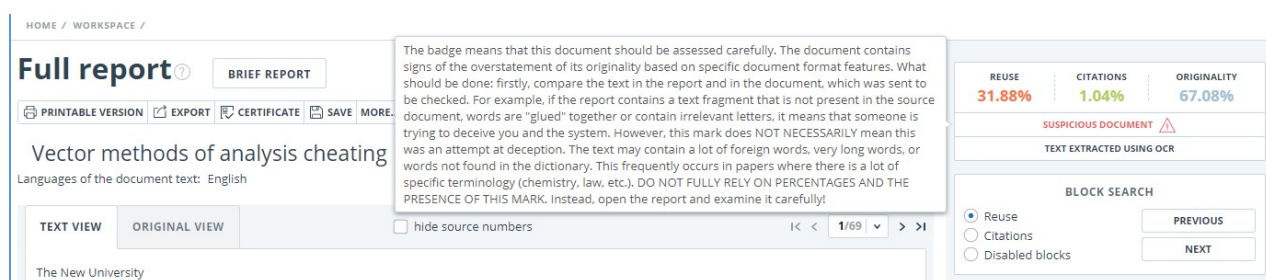 HOME / WORKSPACE /
Full report
BRIEF REPORT
PRINTABLE VERSION EXPORT CERTIFICATE SAVE MORE.
Vector methods of analysis cheating
Languages of the document text: English
The badge means that this document should be assessed carefully. The document contains
signs of the overstatement of its originality based on specific document format features. What
should be done: firstly, compare the text in the report and in the document, which was sent to
be checked. For example, if the report contains a text fragment that is not present in the source
document, words are "glued" together or contain irrelevant letters, it means that someone is
trying to deceive you and the system. However, this mark does NOT NECESSARILY mean this
was an attempt at deception. The text may contain a lot of foreign words, very long words, or
words not found in the dictionary. This frequently occurs in papers where there is a lot of
specific terminology (chemistry, law, etc.). DO NOT FULLY RELY ON PERCENTAGES AND THE
PRESENCE OF THIS MARK. Instead, open the report and examine it carefully!
REUSE CITATIONS ORIGINALITY
31.88% 1.04% 67.08%
SUSPICIOUS DOCUMENT
TEXT EXTRACTED USING OCR
TEXT VIEW ORIGINAL VIEW hide source numbers 1/69
The New University
BLOCK SEARCH
Reuse
Citations
Disabled blocks
PREVIOUS
NEXT